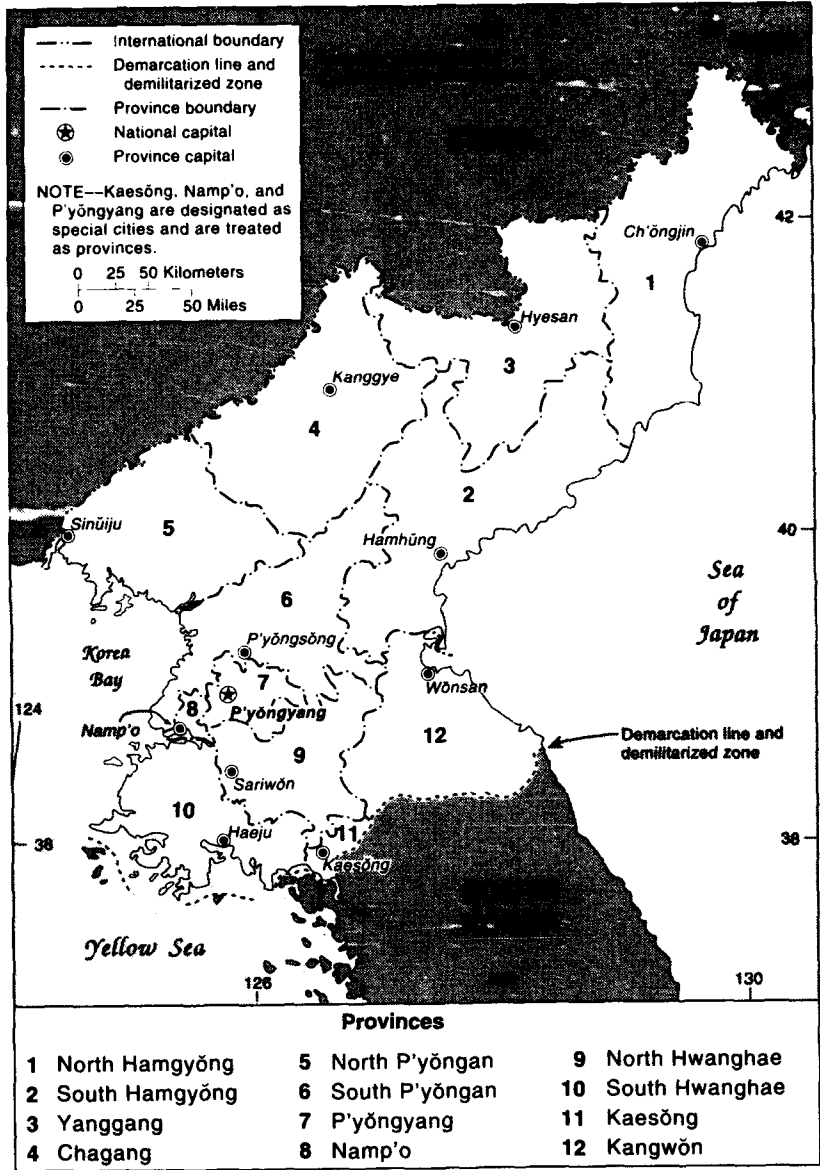 International boundary
Demarcation line and
demilitarized zone
Province boundary
National capital
Province capital
NOTE--Kaesŏng, Namp'o, and
P'yŏngyang are designated as
special cities and are treated
as provinces.
0 25 50 Kilometers
0 25 50 Miles
42
Ch'ŏngjin
1
Hyesan
3
Kanggye
4
2
Sinŭiju
5
40
Hamhŭng
Sea
of
Japan
6
Korea
Bay
P'yŏngsŏng
7
Wŏnsan
8
P'yŏngyang
124
Namp'o
12
Demarcation line and
demilitarized zone
9
Sariwŏn
10
38
Haeju
11
38
Kaesŏng
Yellow Sea
126
130
Provinces
1 North Hamgyŏng
2 South Hamgyŏng
3 Yanggang
4 Chagang
5 North P'yŏngan
6 South P'yŏngan
7 P'yŏngyang
8 Namp'o
9 North Hwanghae
10 South Hwanghae
11 Kaesŏng
12 Kangwŏn